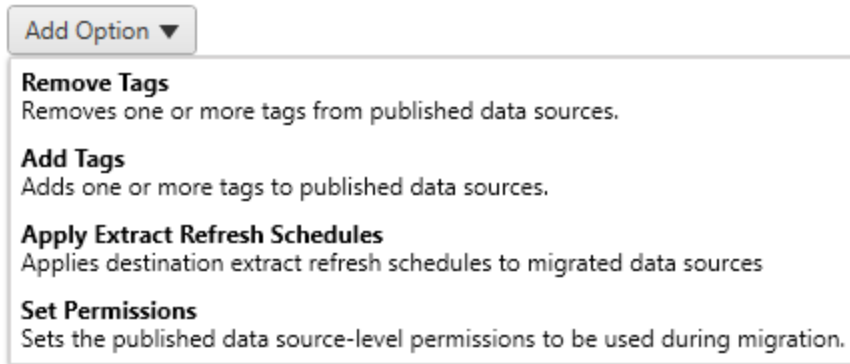 Add Option ▼
Remove Tags
Removes one or more tags from published data sources.
Add Tags
Adds one or more tags to published data sources.
Apply Extract Refresh Schedules
Applies destination extract refresh schedules to migrated data sources
Set Permissions
Sets the published data source-level permissions to be used during migration.